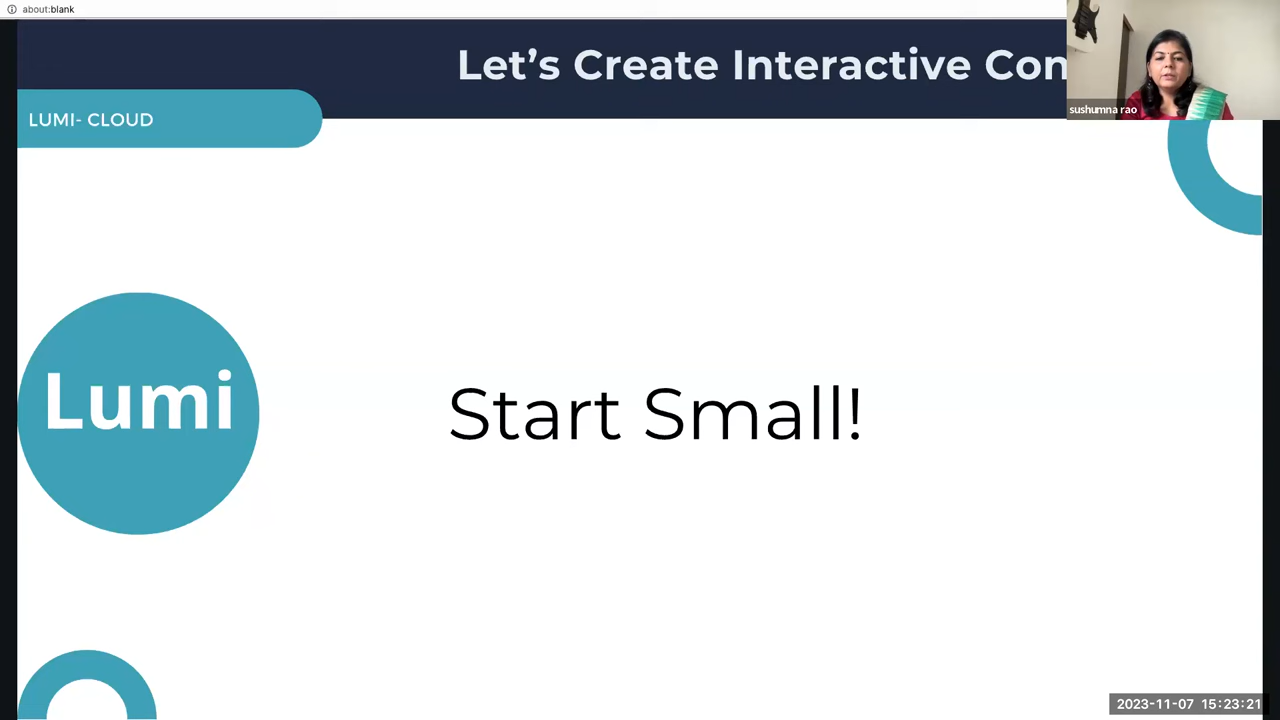 about:blank
Let's Create Interactive Con
sushumna rao
LUMI- CLOUD
Lumi
Start Small!
2023-11-07 15:23:21